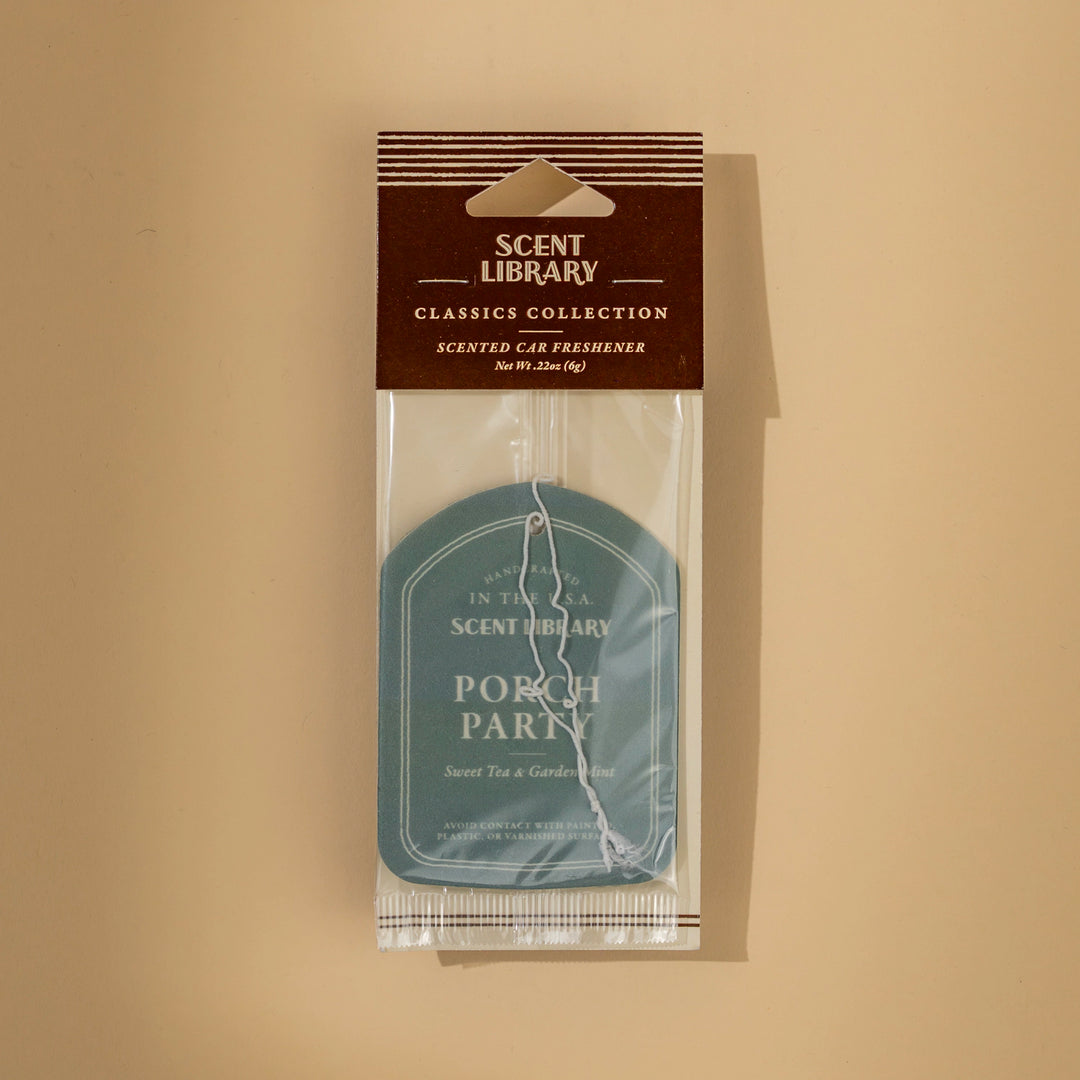 SCENT
LIBRARY
CLASSICS COLLECTION
SCENTED CAR FRESHENER
Net Wt .22oz (6g)
HANDCRAFTED
IN THE U.S.A.
SCENT LIBRARY
PORCH
PARTY
Sweet Tea & Garden Mint
AVOID CONTACT WITH PAINTED,
PLASTIC, OR VARNISHED SURFACES